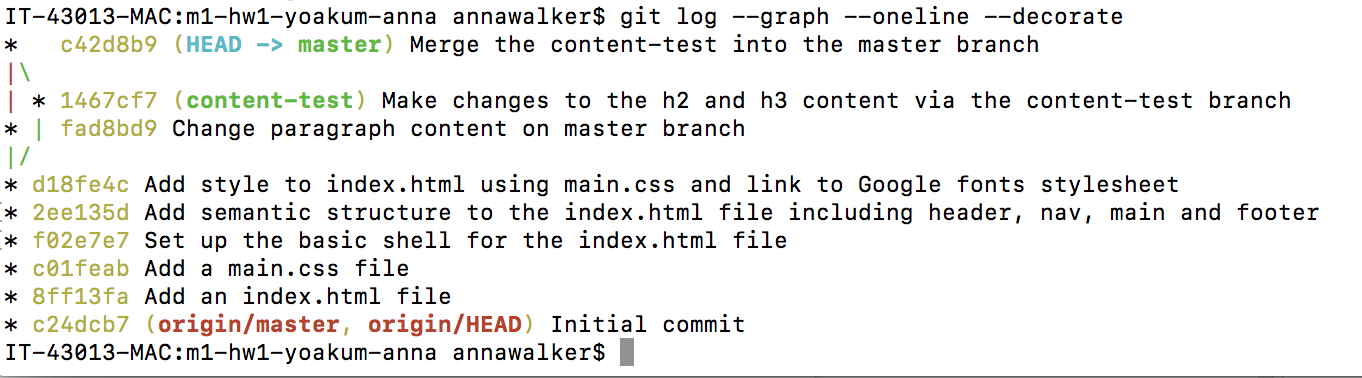 IT-43013-MAC:m1-hw1-yoakum-anna annawalker$ git log --graph --oneline --decorate
*   c42d8b9 (HEAD -> master) Merge the content-test into the master branch
|\
| * 1467cf7 (content-test) Make changes to the h2 and h3 content via the content-test branch
* | fad8bd9 Change paragraph content on master branch
|/
* d18fe4c Add style to index.html using main.css and link to Google fonts stylesheet
* 2ee135d Add semantic structure to the index.html file including header, nav, main and footer
* f02e7e7 Set up the basic shell for the index.html file
* c01feab Add a main.css file
* 8ff13fa Add an index.html file
* c24dcb7 (origin/master, origin/HEAD) Initial commit
IT-43013-MAC:m1-hw1-yoakum-anna annawalker$